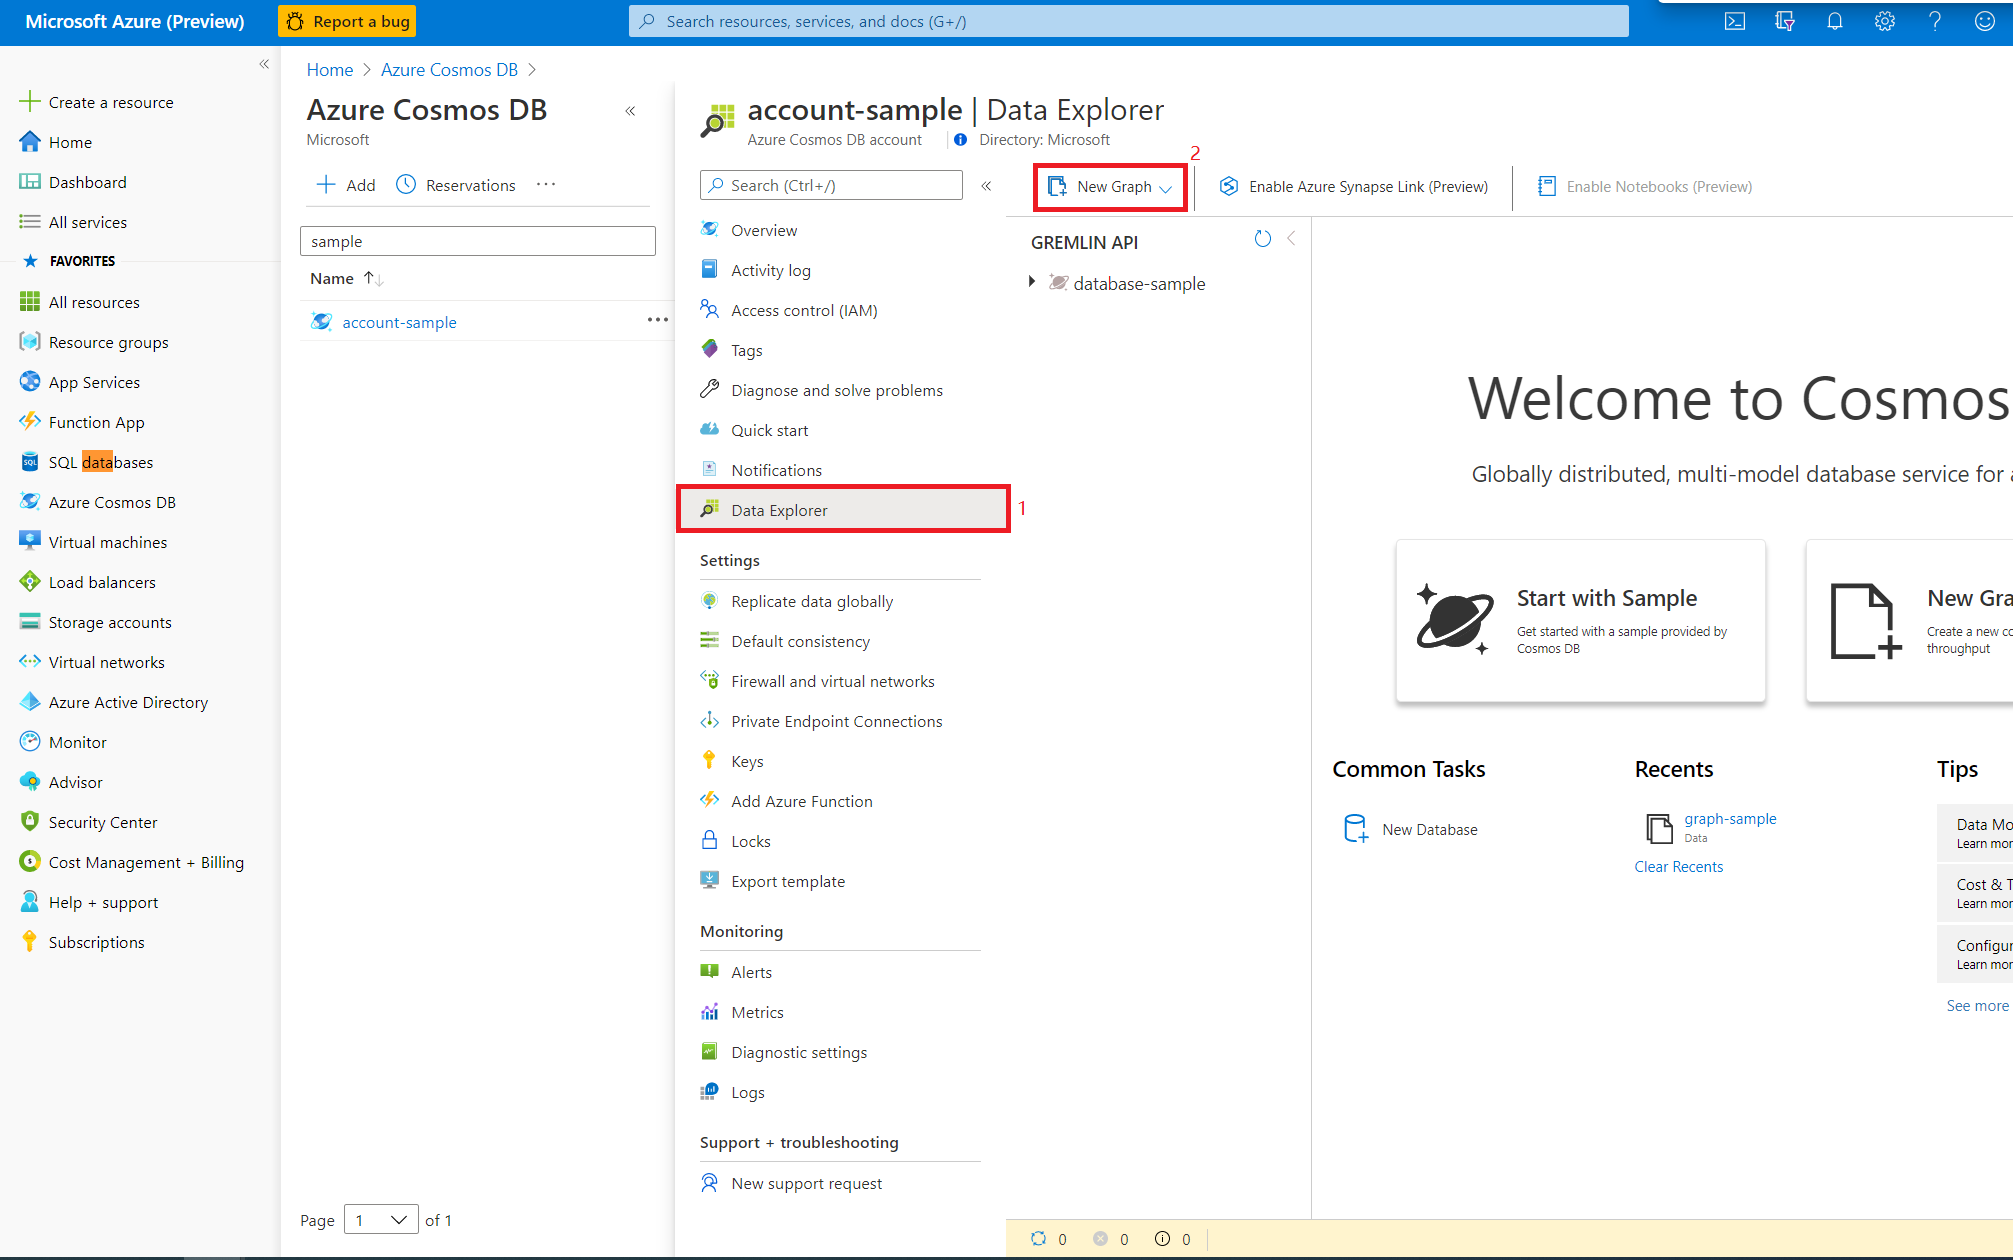 Microsoft Azure (Preview)
Report a bug
Search resources, services, and docs (G+/)
Create a resource
Home
Dashboard
All services
FAVORITES
All resources
Resource groups
App Services
Function App
SQL databases
Azure Cosmos DB
Virtual machines
Load balancers
Storage accounts
Virtual networks
Azure Active Directory
Monitor
Advisor
Security Center
Cost Management + Billing
Help + support
Subscriptions
Home > Azure Cosmos DB >
Azure Cosmos DB
Microsoft
Add
Reservations
sample
Name
account-sample
Page 1 of 1
account-sample | Data Explorer
Azure Cosmos DB account
Directory: Microsoft
Search (Ctrl+/)
Overview
Activity log
Access control (IAM)
Tags
Diagnose and solve problems
Quick start
Notifications
Data Explorer
1
Settings
Replicate data globally
Default consistency
Firewall and virtual networks
Private Endpoint Connections
Keys
Add Azure Function
Locks
Export template
Monitoring
Alerts
Metrics
Diagnostic settings
Logs
Support + troubleshooting
New support request
2
New Graph
Enable Azure Synapse Link (Preview)
Enable Notebooks (Preview)
GREMLIN API
database-sample
Welcome to Cosmos
Globally distributed, multi-model database service for a
Start with Sample
Get started with a sample provided by
Cosmos DB
New Gra
Create a new co
throughput
Common Tasks
New Database
Recents
graph-sample
Data
Clear Recents
Tips
Data Mo
Learn mor
Cost & T
Learn mor
Configur
Learn mor
See more
0
0
0